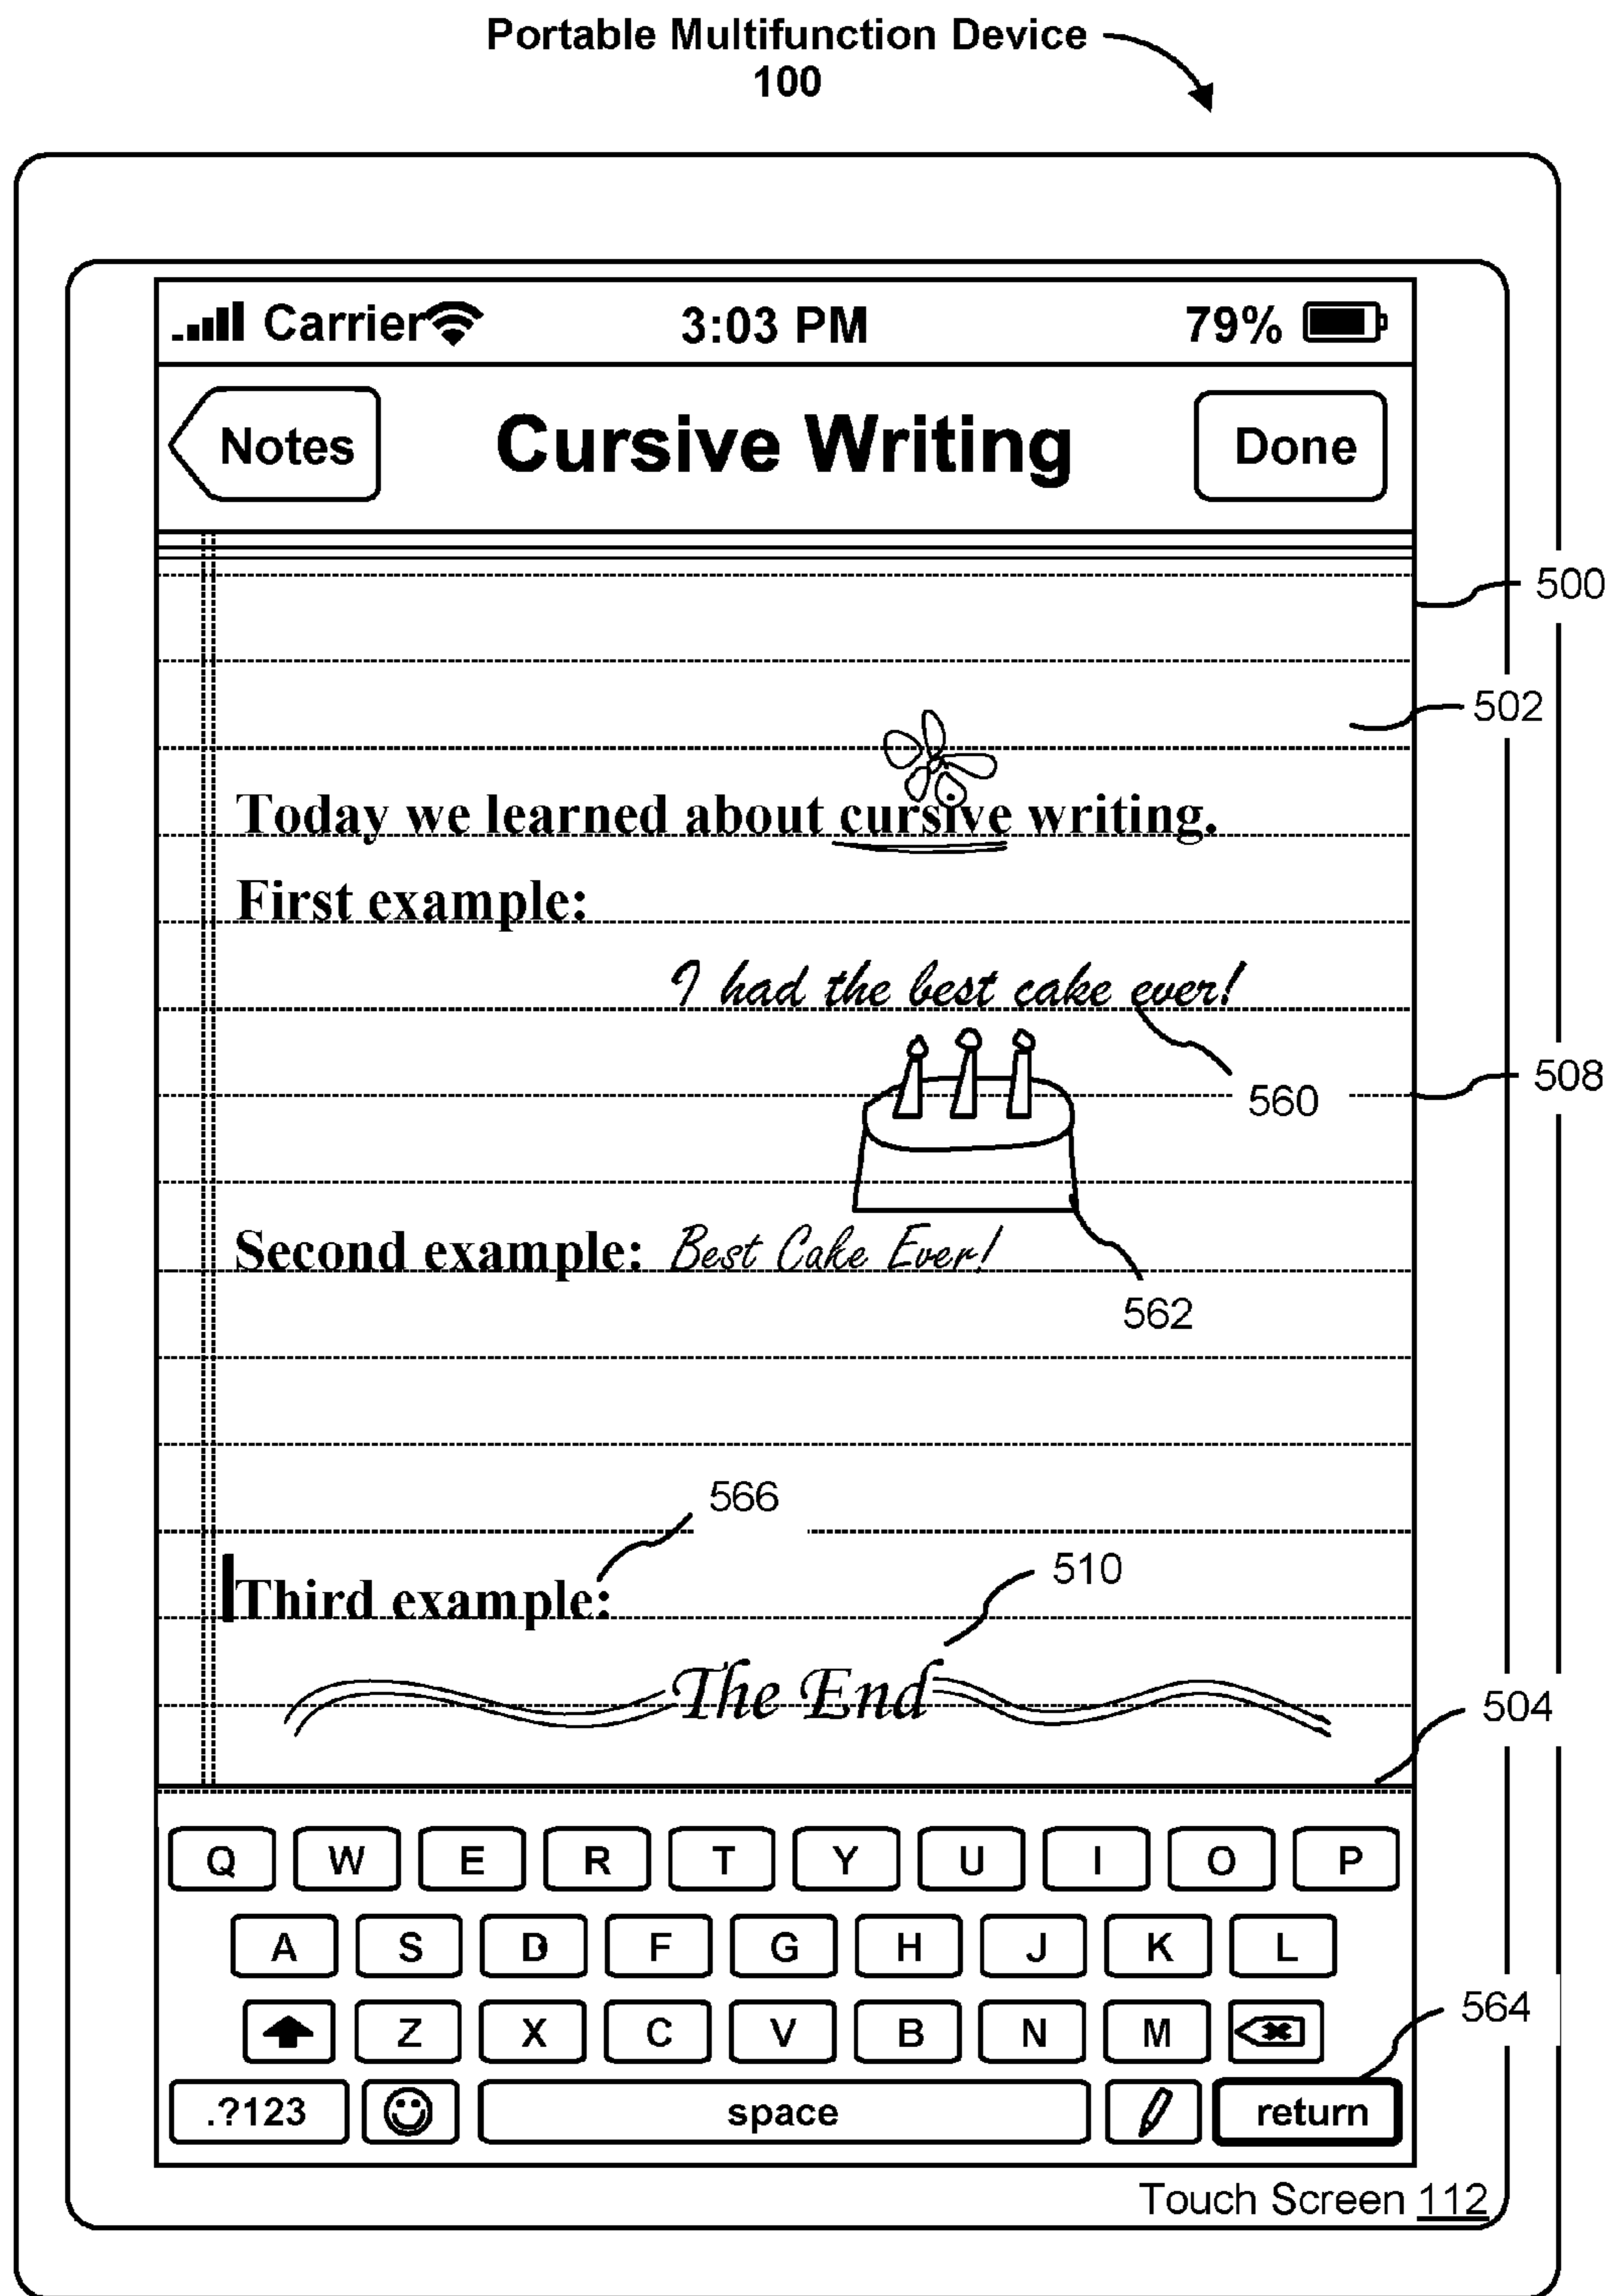 Portable Multifunction Device
100
Carrier 3:03 PM 79%
Notes Cursive Writing Done
500
502
Today we learned about cursive writing.
First example:
I had the best cake ever!
560
508
Second example: Best Cake Ever!
562
566
510
Third example:
The End
504
Q W E R T Y U I O P
A S D F G H J K L
564
Z X C V B N M
.?123 space return
Touch Screen 112